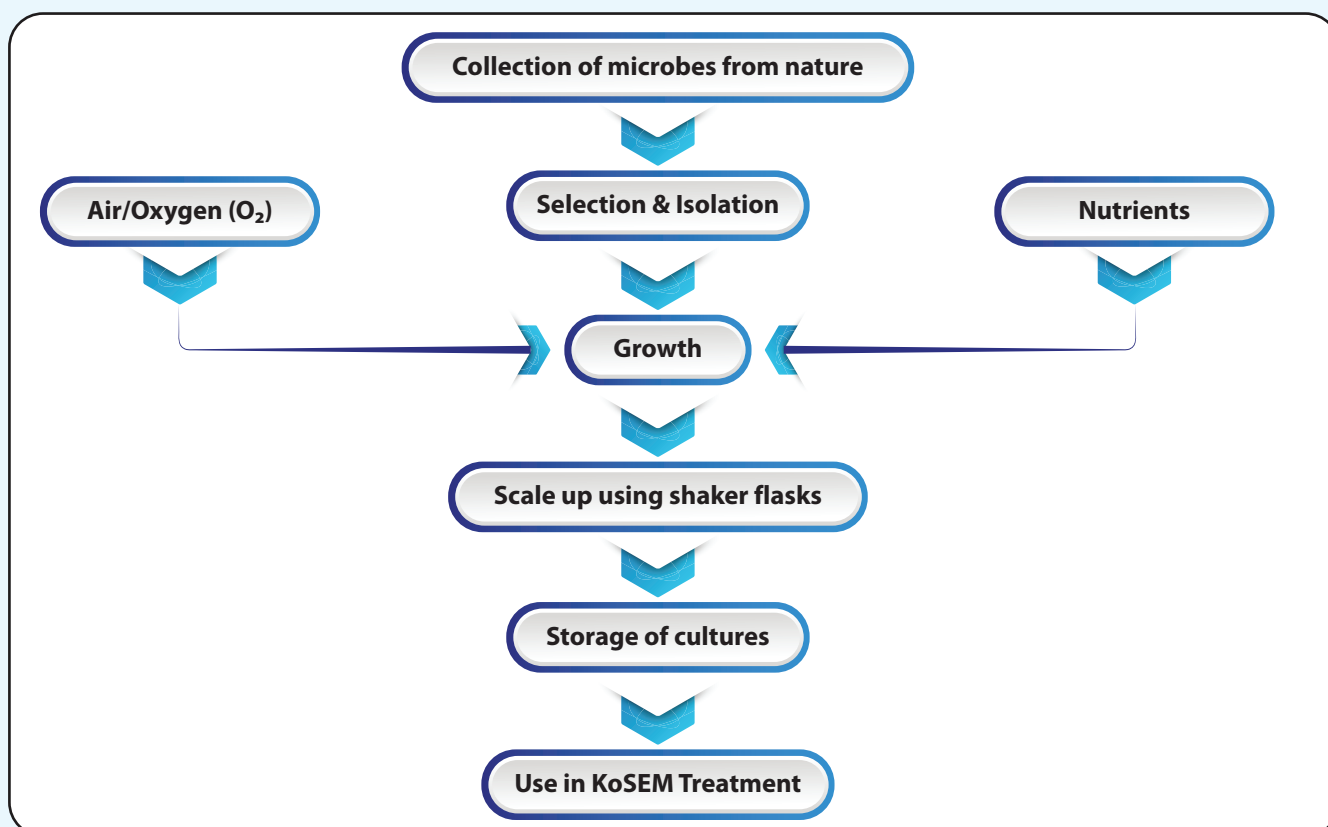 Collection of microbes from nature
Selection & Isolation
Air/Oxygen (O₂)
Nutrients
Growth
Scale up using shaker flasks
Storage of cultures
Use in KoSEM Treatment